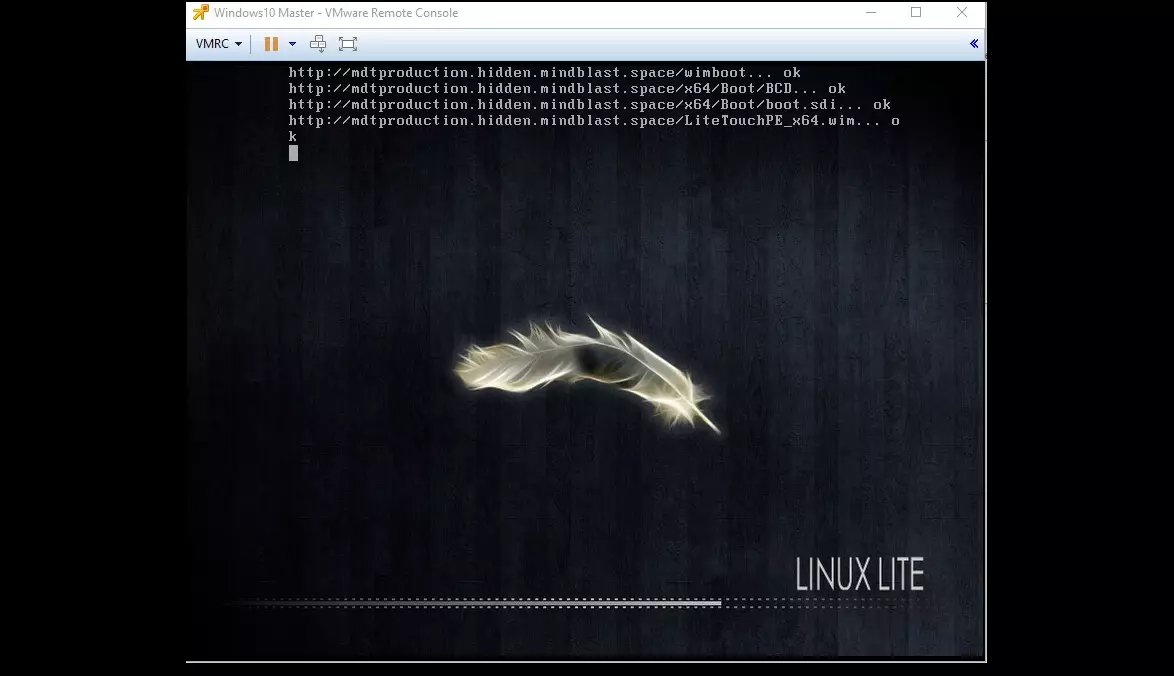 Windows10 Master - VMware Remote Console
VMRC
http://mdtproduction.hidden.mindblast.space/wimboot... ok
http://mdtproduction.hidden.mindblast.space/x64/Boot/BCD... ok
http://mdtproduction.hidden.mindblast.space/x64/Boot/boot.sdi... ok
http://mdtproduction.hidden.mindblast.space/LiteTouchPE_x64.wim... o
k
LINUX LITE